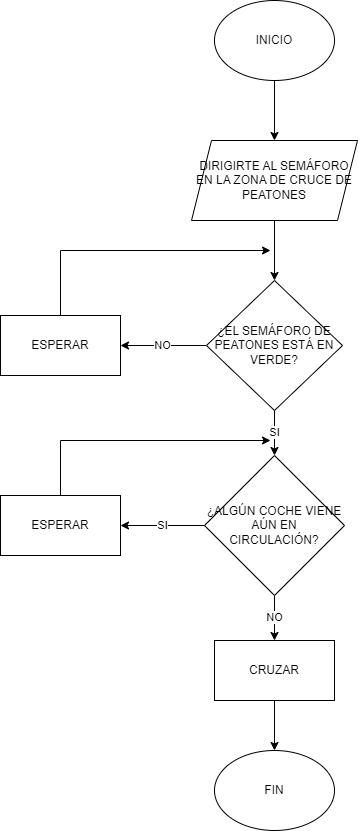 INICIO
DIRIGIRTE AL SEMÁFORO
EN LA ZONA DE CRUCE DE
PEATONES
¿EL SEMÁFORO DE
PEATONES ESTÁ EN
VERDE?
NO
ESPERAR
SI
¿ALGÚN COCHE VIENE
AÚN EN
CIRCULACIÓN?
SI
ESPERAR
NO
CRUZAR
FIN